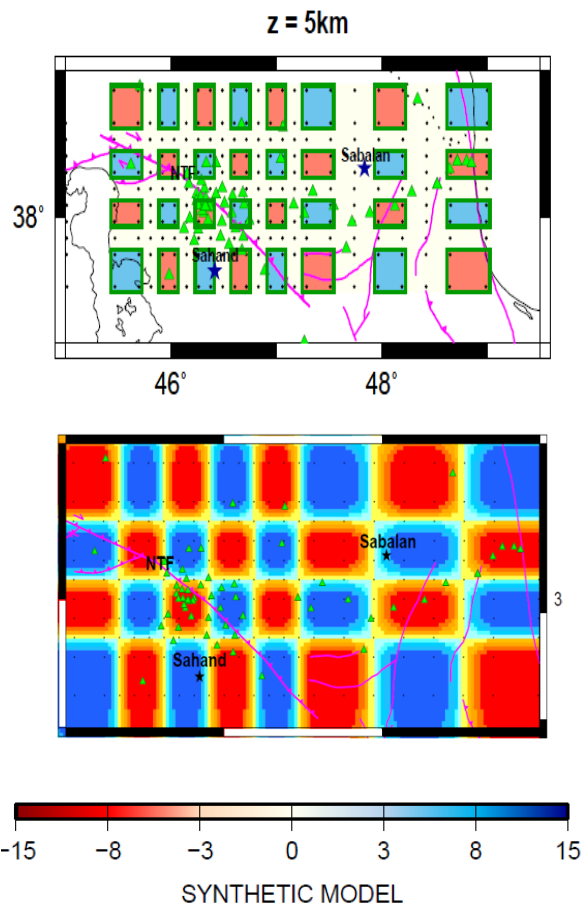 z = 5km
Sabalan
NTF
38°
Sahand
46° 48°
Sabalan
NTF
3
Sahand
−15 −8 −3 0 3 8 15
SYNTHETIC MODEL